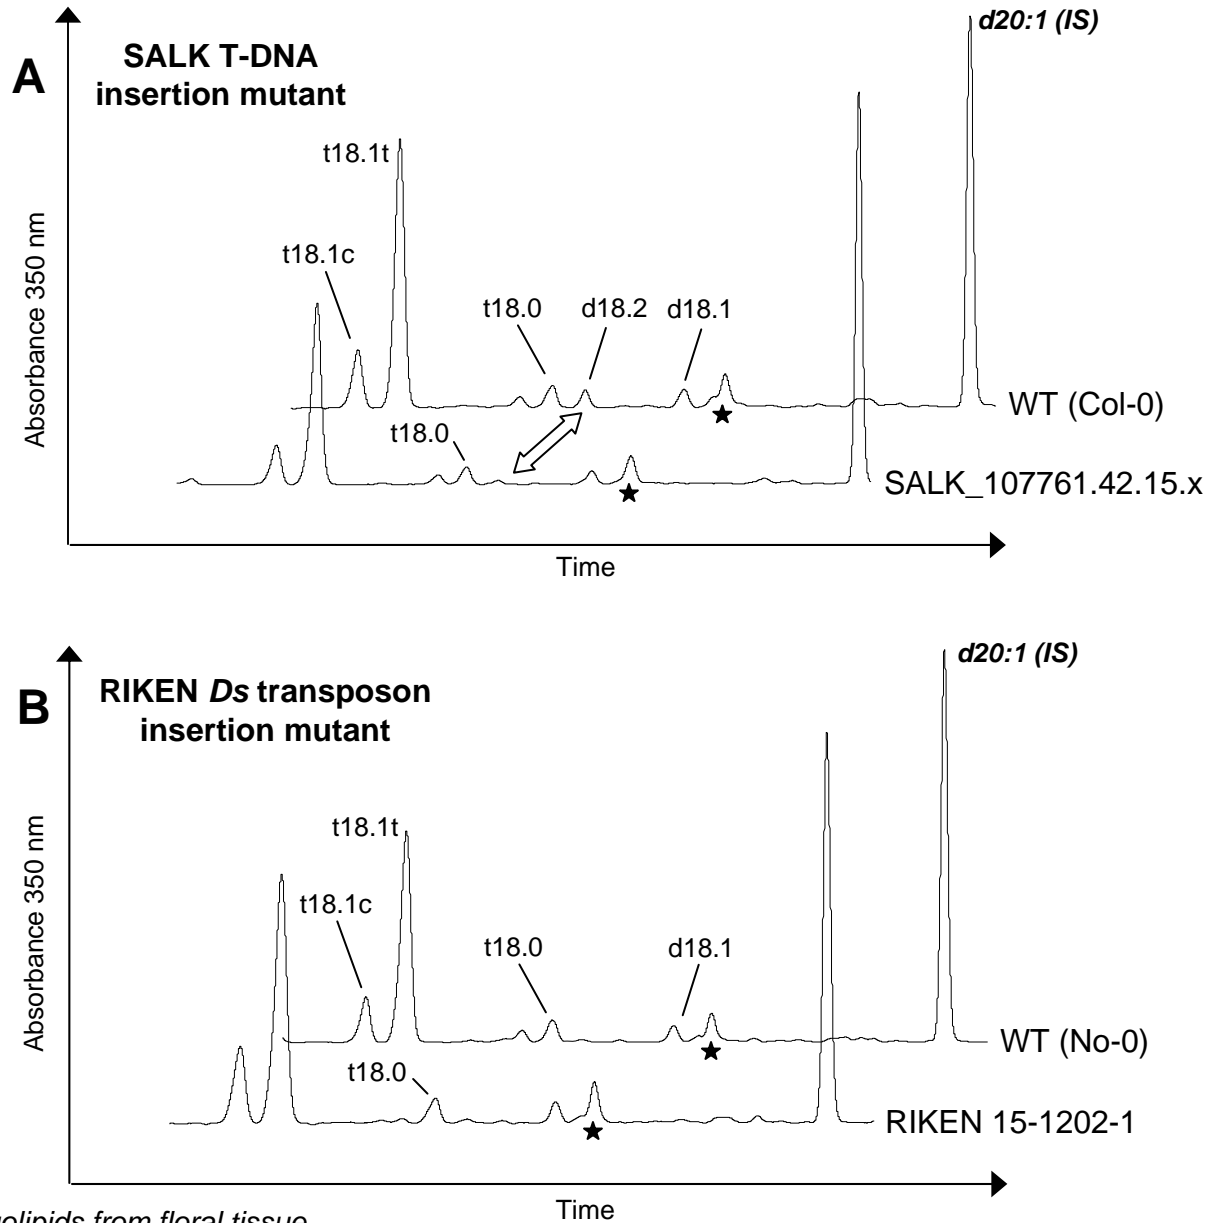 A
SALK T-DNA
insertion mutant
d20:1 (IS)
t18.1t
t18.1c
t18.0
d18.2
d18.1
WT (Col-0)
t18.0
SALK_107761.42.15.x
Absorbance 350 nm
Time
B
RIKEN Ds transposon
insertion mutant
d20:1 (IS)
t18.1t
t18.1c
t18.0
d18.1
WT (No-0)
t18.0
RIKEN 15-1202-1
Absorbance 350 nm
Time
from floral tissue